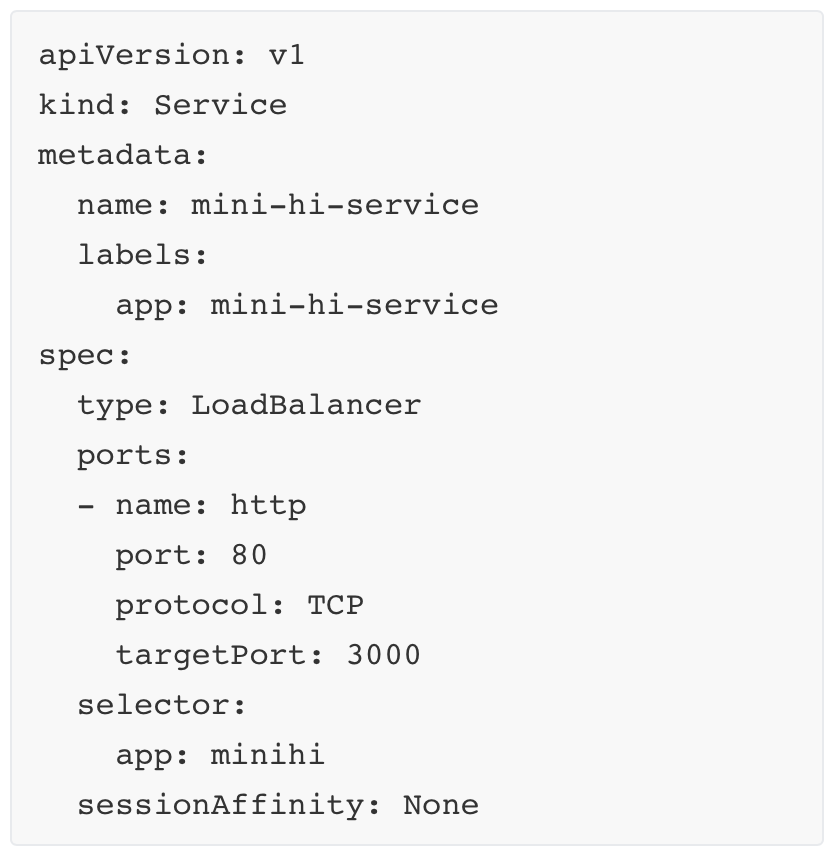 apiVersion: v1
kind: Service
metadata:
  name: mini-hi-service
  labels:
    app: mini-hi-service
spec:
  type: LoadBalancer
  ports:
  - name: http
    port: 80
    protocol: TCP
    targetPort: 3000
  selector:
    app: minihi
  sessionAffinity: None